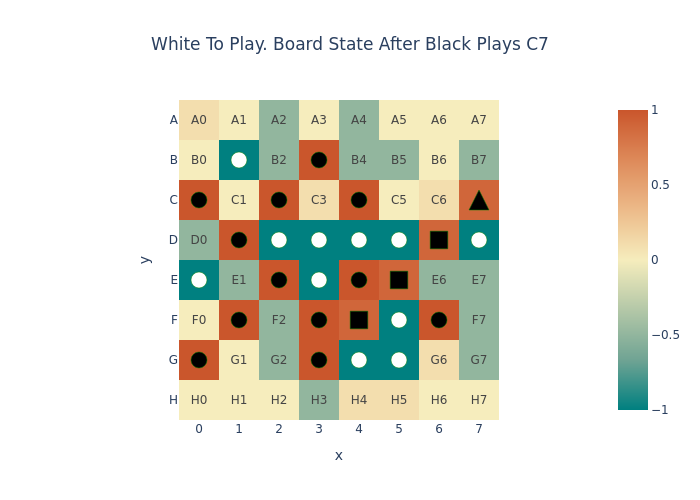 White To Play. Board State After Black Plays C7
A A0 A1 A2 A3 A4 A5 A6 A7
B B0 B2 B4 B5 B6 B7
C C1 C3 C5 C6
D D0
E E1 E6 E7
F F0 F2 F7
G G1 G2 G6 G7
H H0 H1 H2 H3 H4 H5 H6 H7
0 1 2 3 4 5 6 7
x
y
1
0.5
0
−0.5
−1